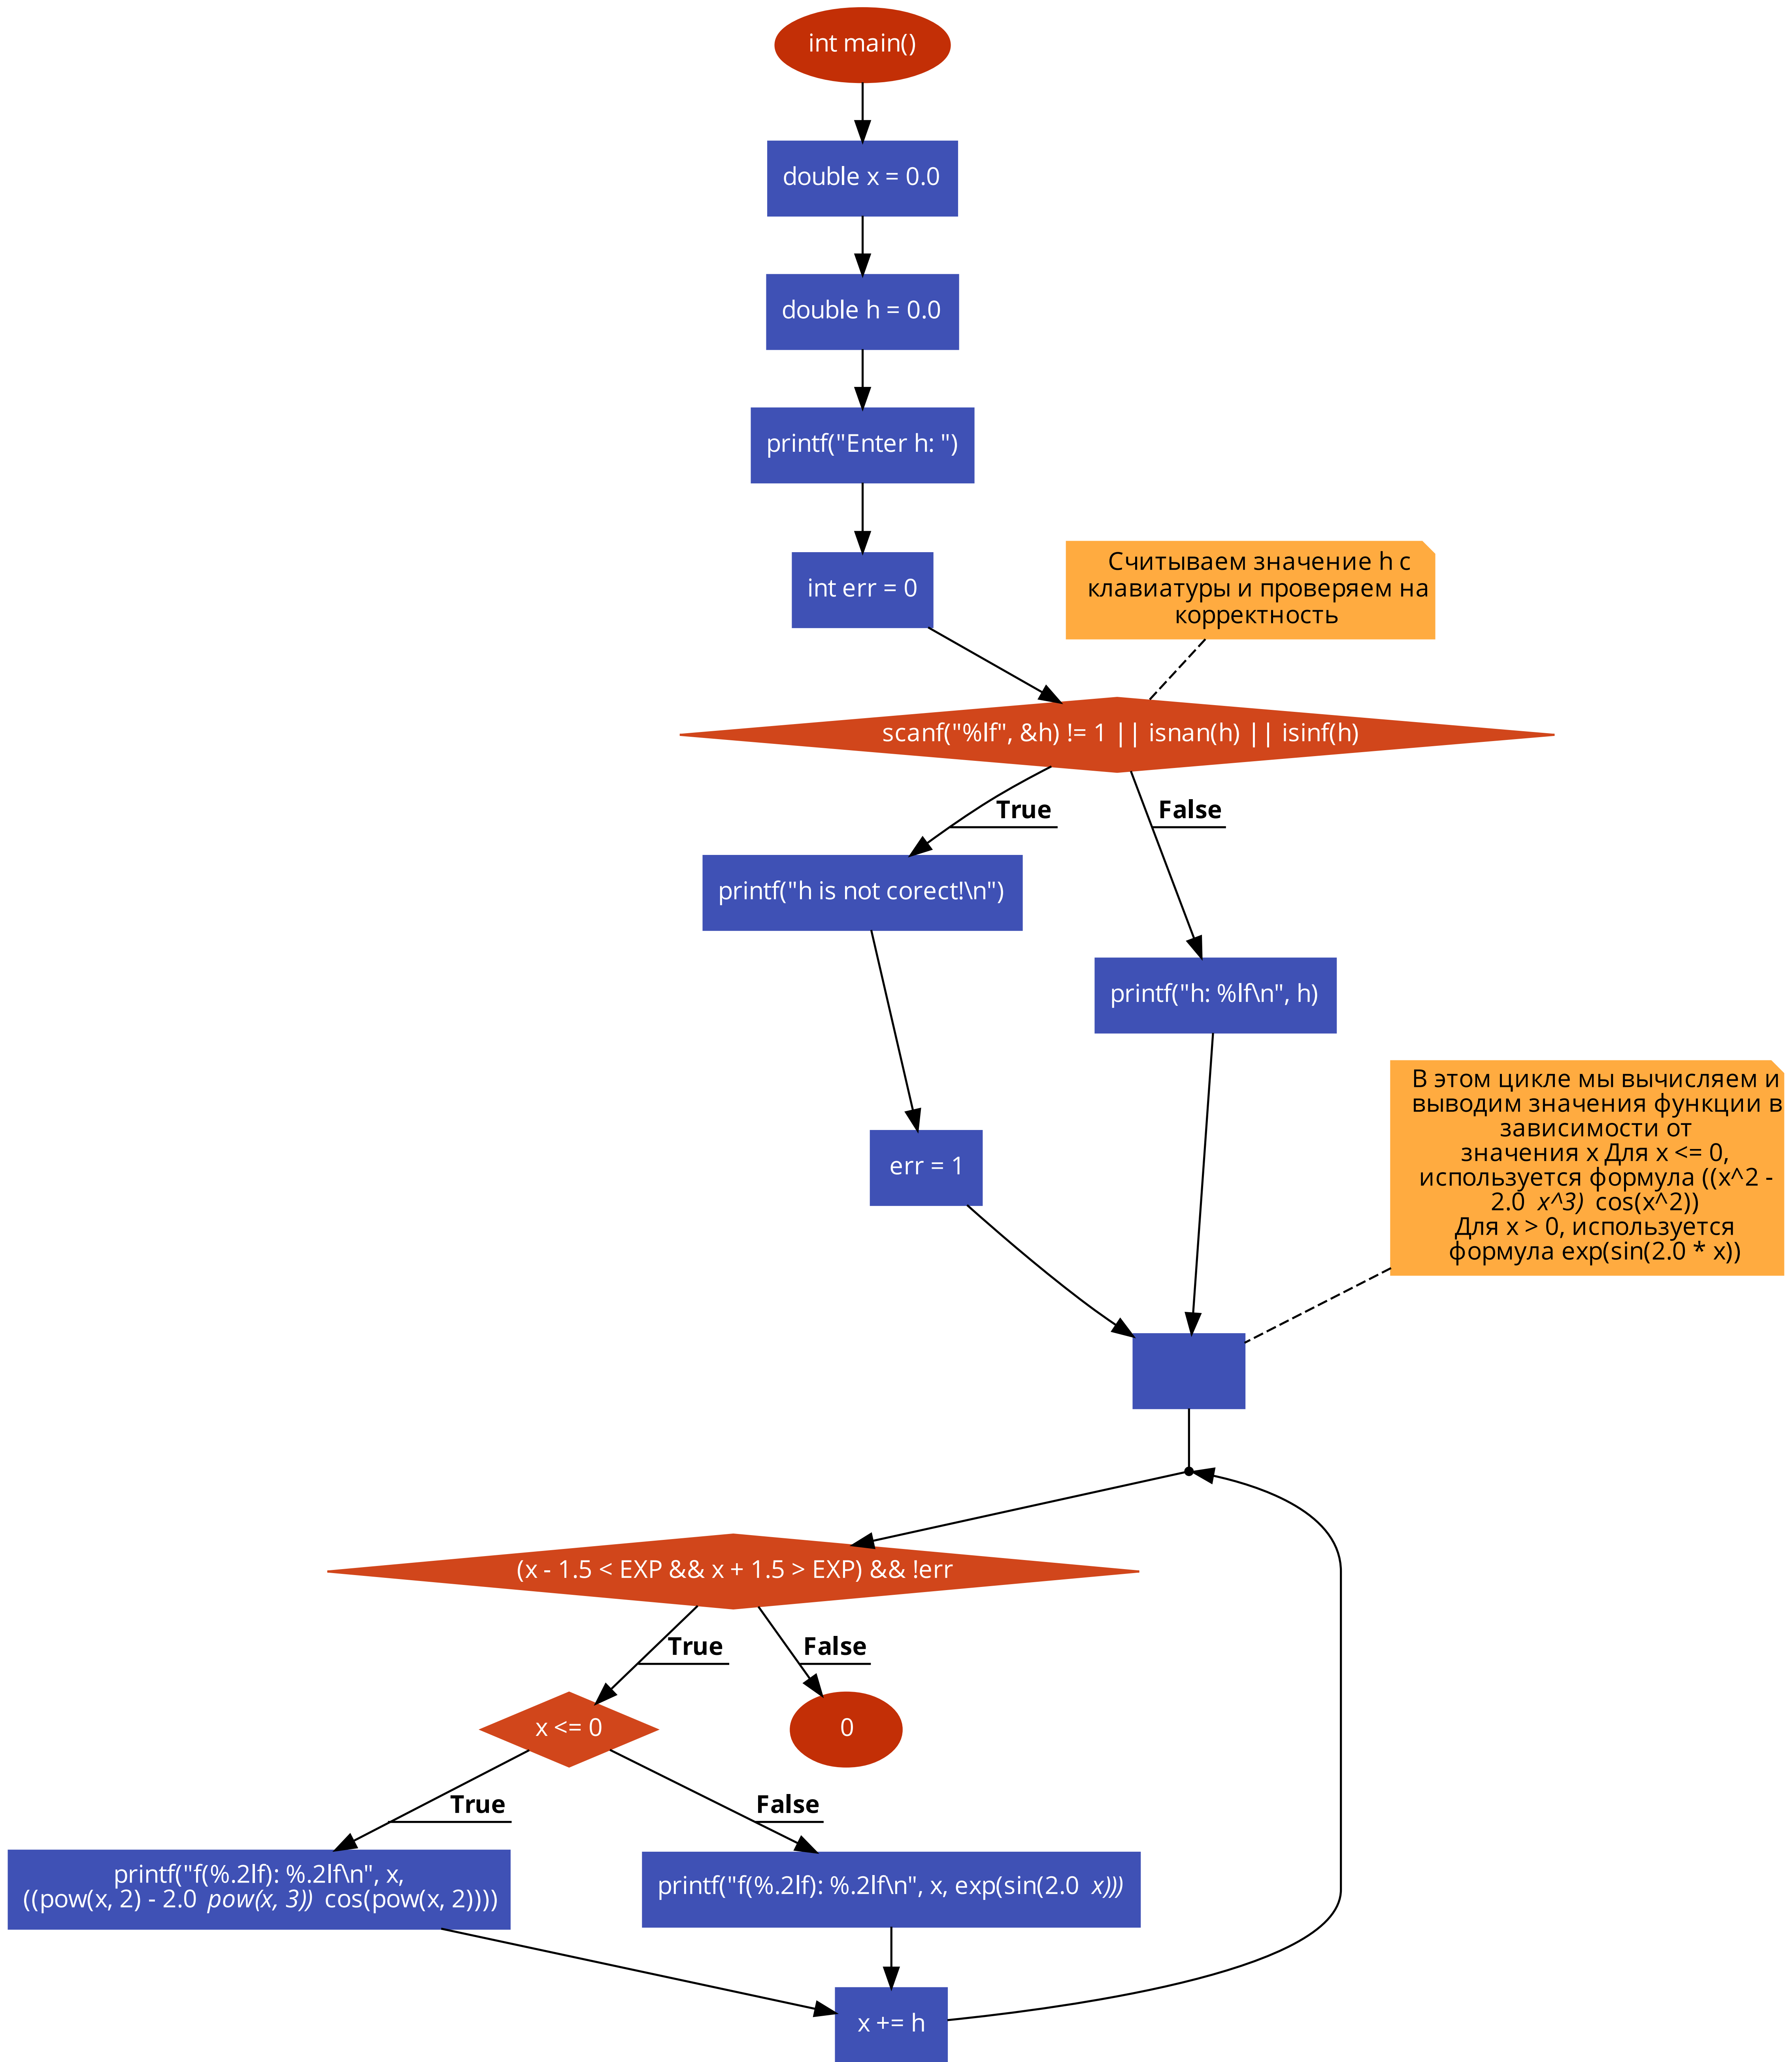 int main()
double x = 0.0
double h = 0.0
printf("Enter h: ")
int err = 0
Считываем значение h с
клавиатуры и проверяем на
корректность
scanf("%lf", &h) != 1 || isnan(h) || isinf(h)
True
False
printf("h is not corect!\n")
printf("h: %lf\n", h)
В этом цикле мы вычисляем и
выводим значения функции в
зависимости от
значения x Для x <= 0,
используется формула ((x^2 -
2.0 x^3) cos(x^2))
Для x > 0, используется
формула exp(sin(2.0 * x))
err = 1
(x - 1.5 < EXP && x + 1.5 > EXP) && !err
True
False
x <= 0
0
True
False
printf("f(%.2lf): %.2lf\n", x,
((pow(x, 2) - 2.0 pow(x, 3)) cos(pow(x, 2))))
printf("f(%.2lf): %.2lf\n", x, exp(sin(2.0 x)))
x += h